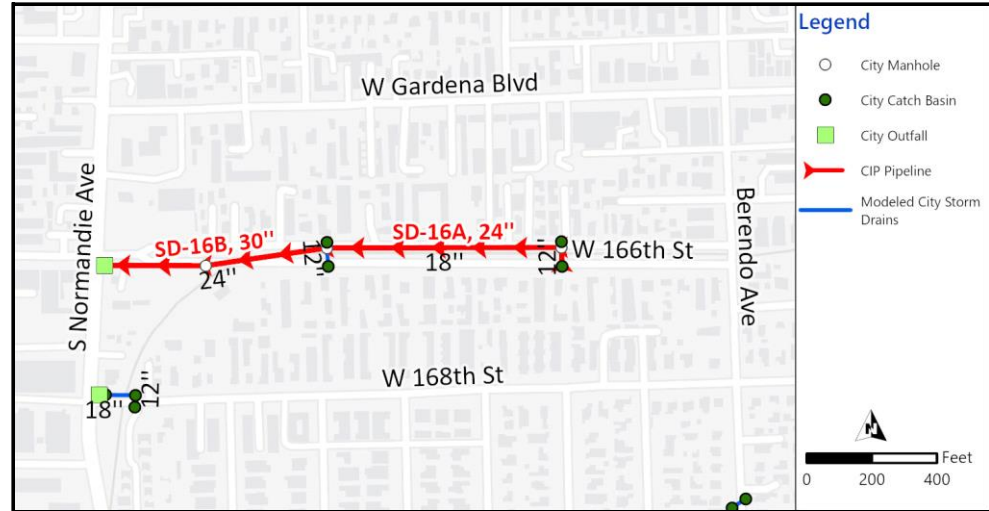 Legend
City Manhole
City Catch Basin
City Outfall
CIP Pipeline
Modeled City Storm
Drains
W Gardena Blvd
S Normandie Ave
Berendo Ave
SD-16B, 30''
SD-16A, 24''
12''
12''
W 166th St
18''
24''
W 168th St
18''
12''
N
Feet
0 200 400